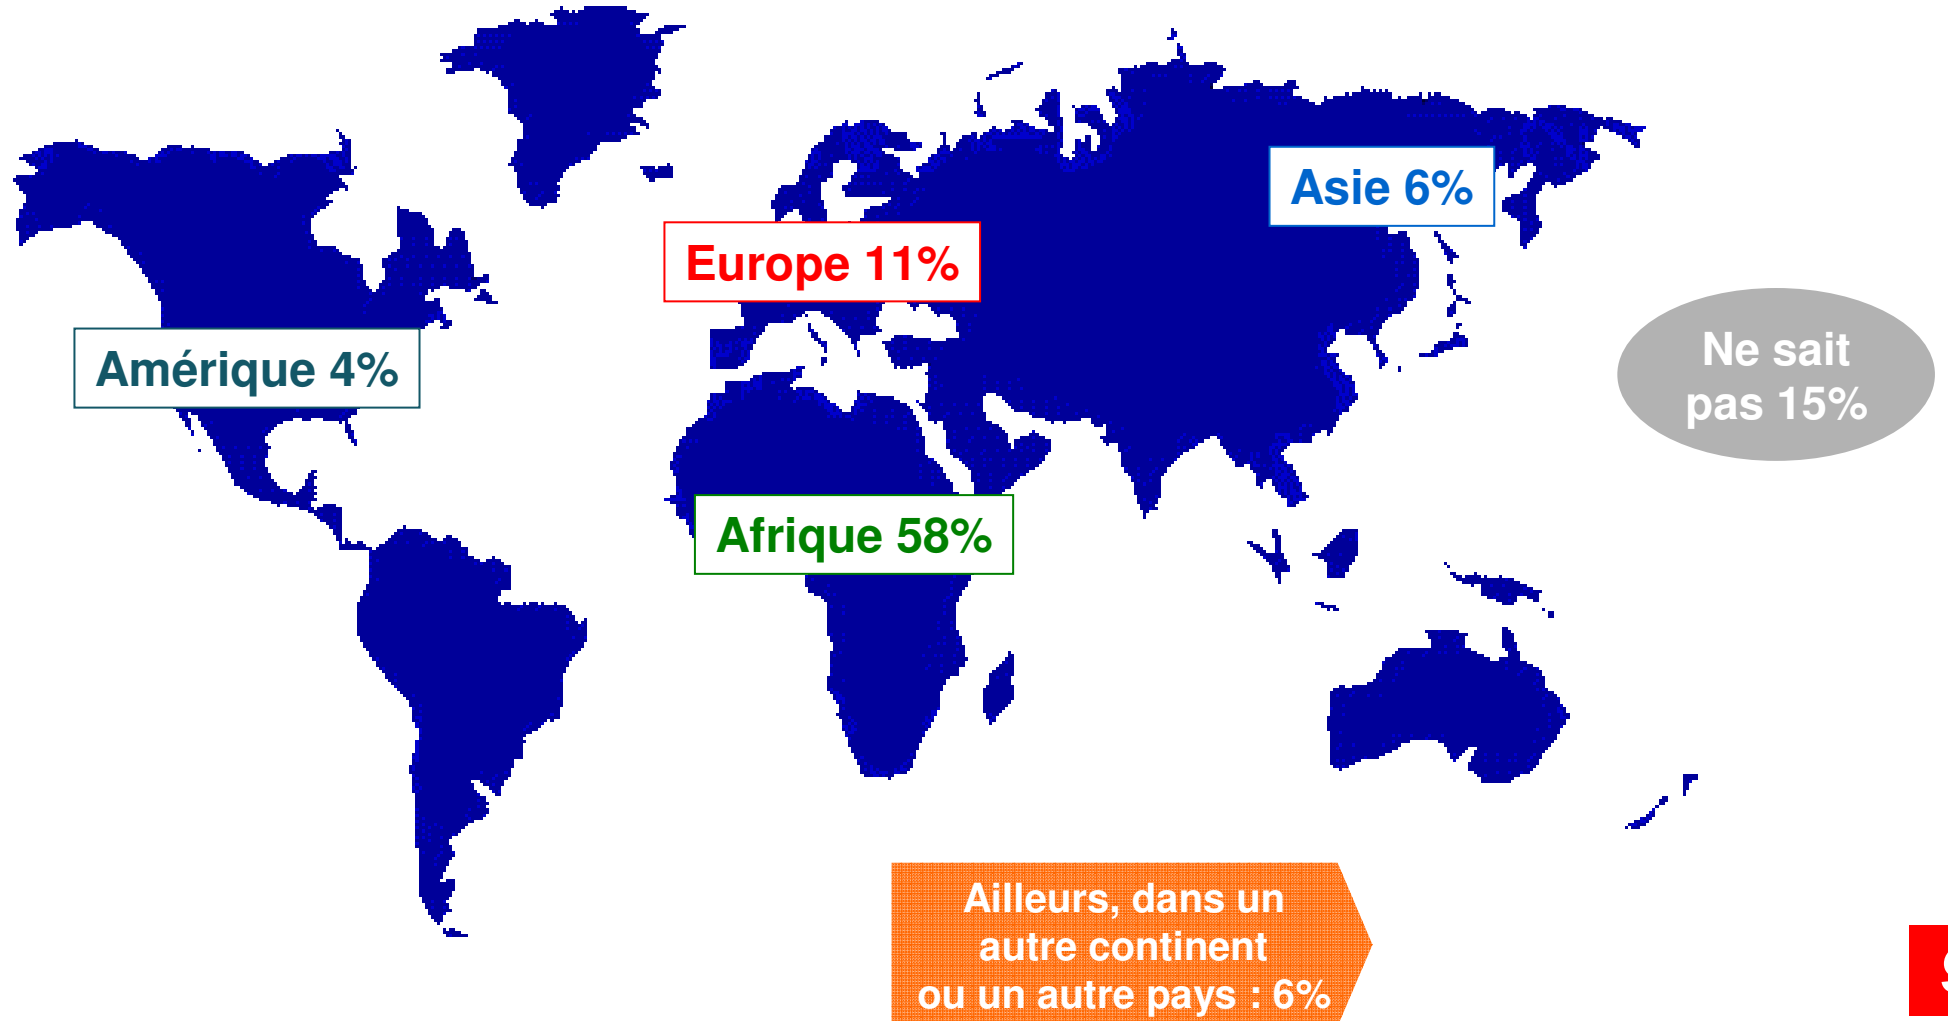 Asie 6%
Europe 11%
Ne sait
pas 15%
Amérique 4%
Afrique 58%
Ailleurs, dans un
autre continent
ou un autre pays : 6%